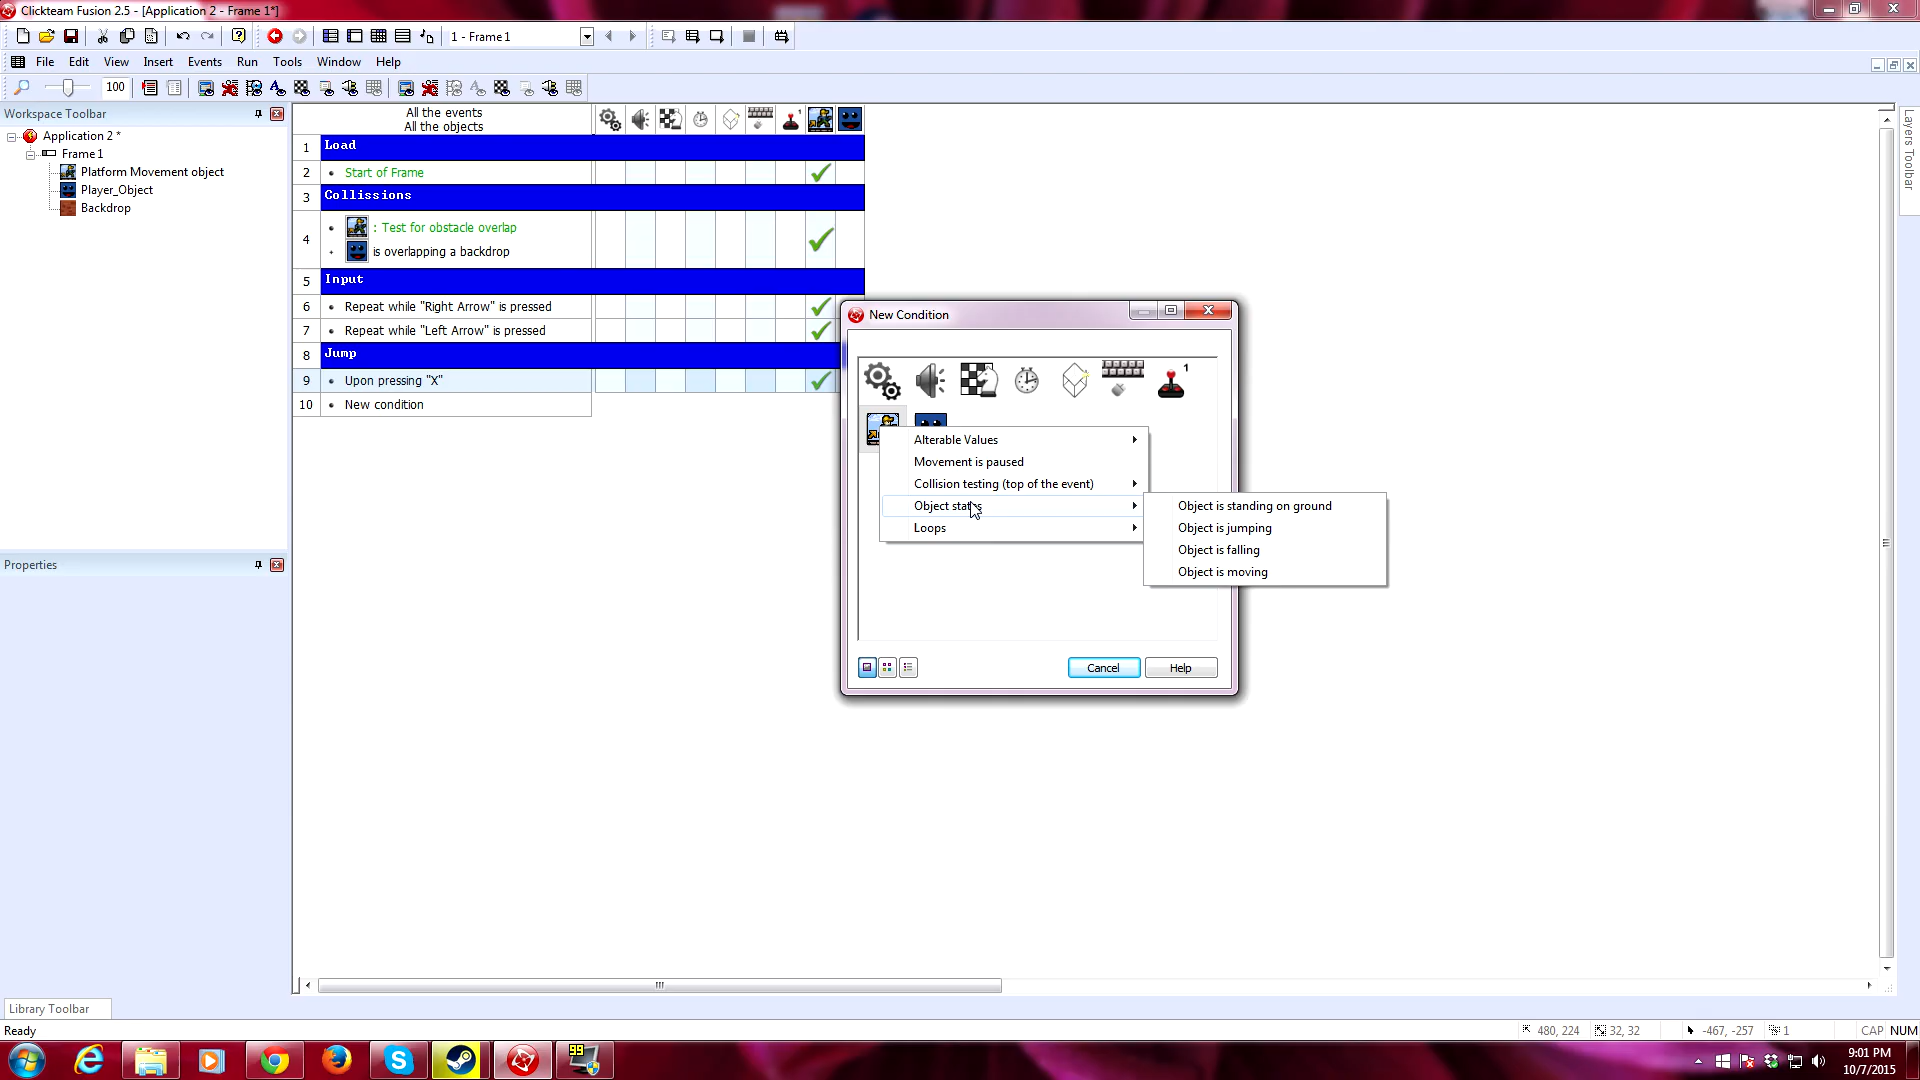 Clickteam Fusion 2.5 - [Application 2 - Frame 1*]
1 - Frame 1
File Edit View Insert Events Run Tools Window Help
100
Workspace Toolbar
Application 2 *
Frame 1
Platform Movement object
Player_Object
Backdrop
Properties
Library Toolbar
Layers Toolbar
All the events
All the objects
1 Load
2 Start of Frame
3 Collissions
4 : Test for obstacle overlap
is overlapping a backdrop
5 Input
6 Repeat while "Right Arrow" is pressed
7 Repeat while "Left Arrow" is pressed
8 Jump
9 Upon pressing "X"
10 New condition
New Condition
1
Alterable Values
Movement is paused
Collision testing (top of the event)
Object states
Loops
Object is standing on ground
Object is jumping
Object is falling
Object is moving
Cancel Help
Ready
480, 224 32, 32 -467, -257 1 CAP NUM
99
9:01 PM
10/7/2015